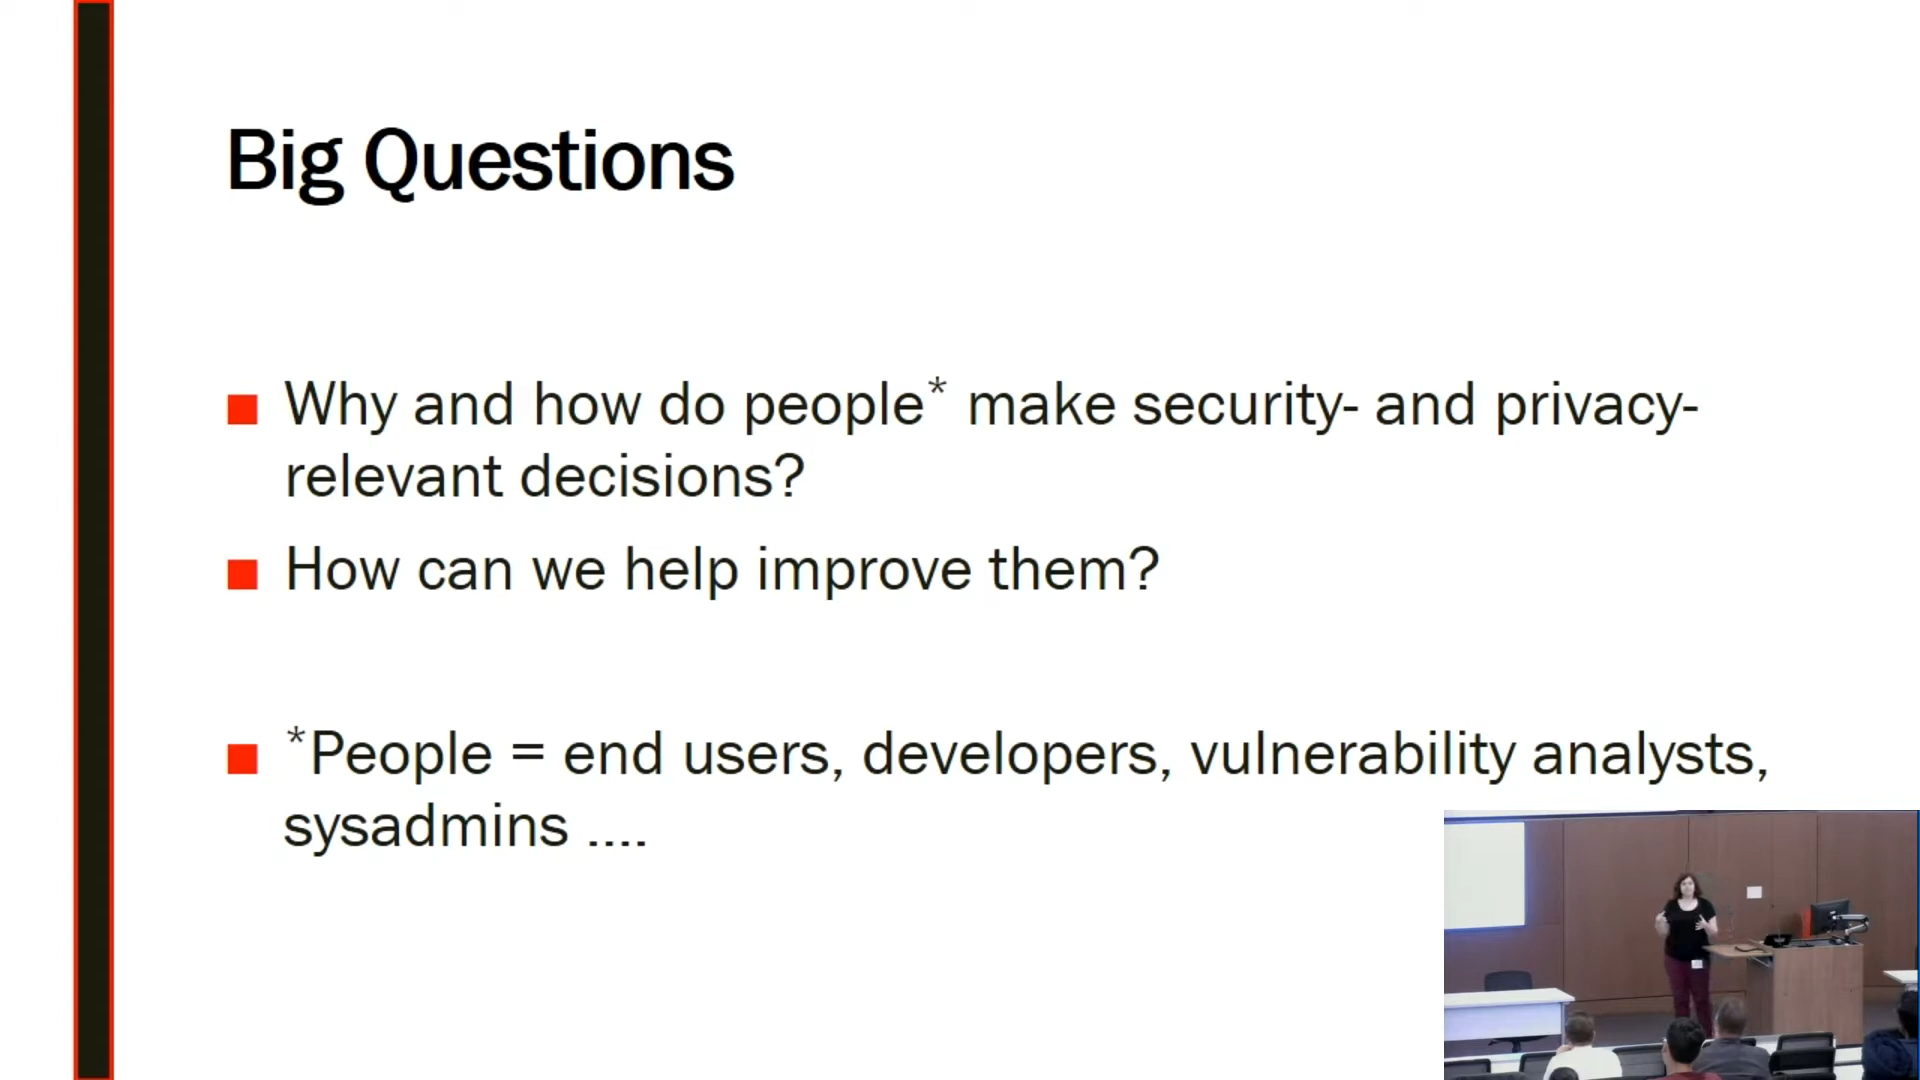 Big Questions
■ Why and how do people* make security- and privacy-
relevant decisions?
■ How can we help improve them?
■ *People = end users, developers, vulnerability analysts,
sysadmins ....